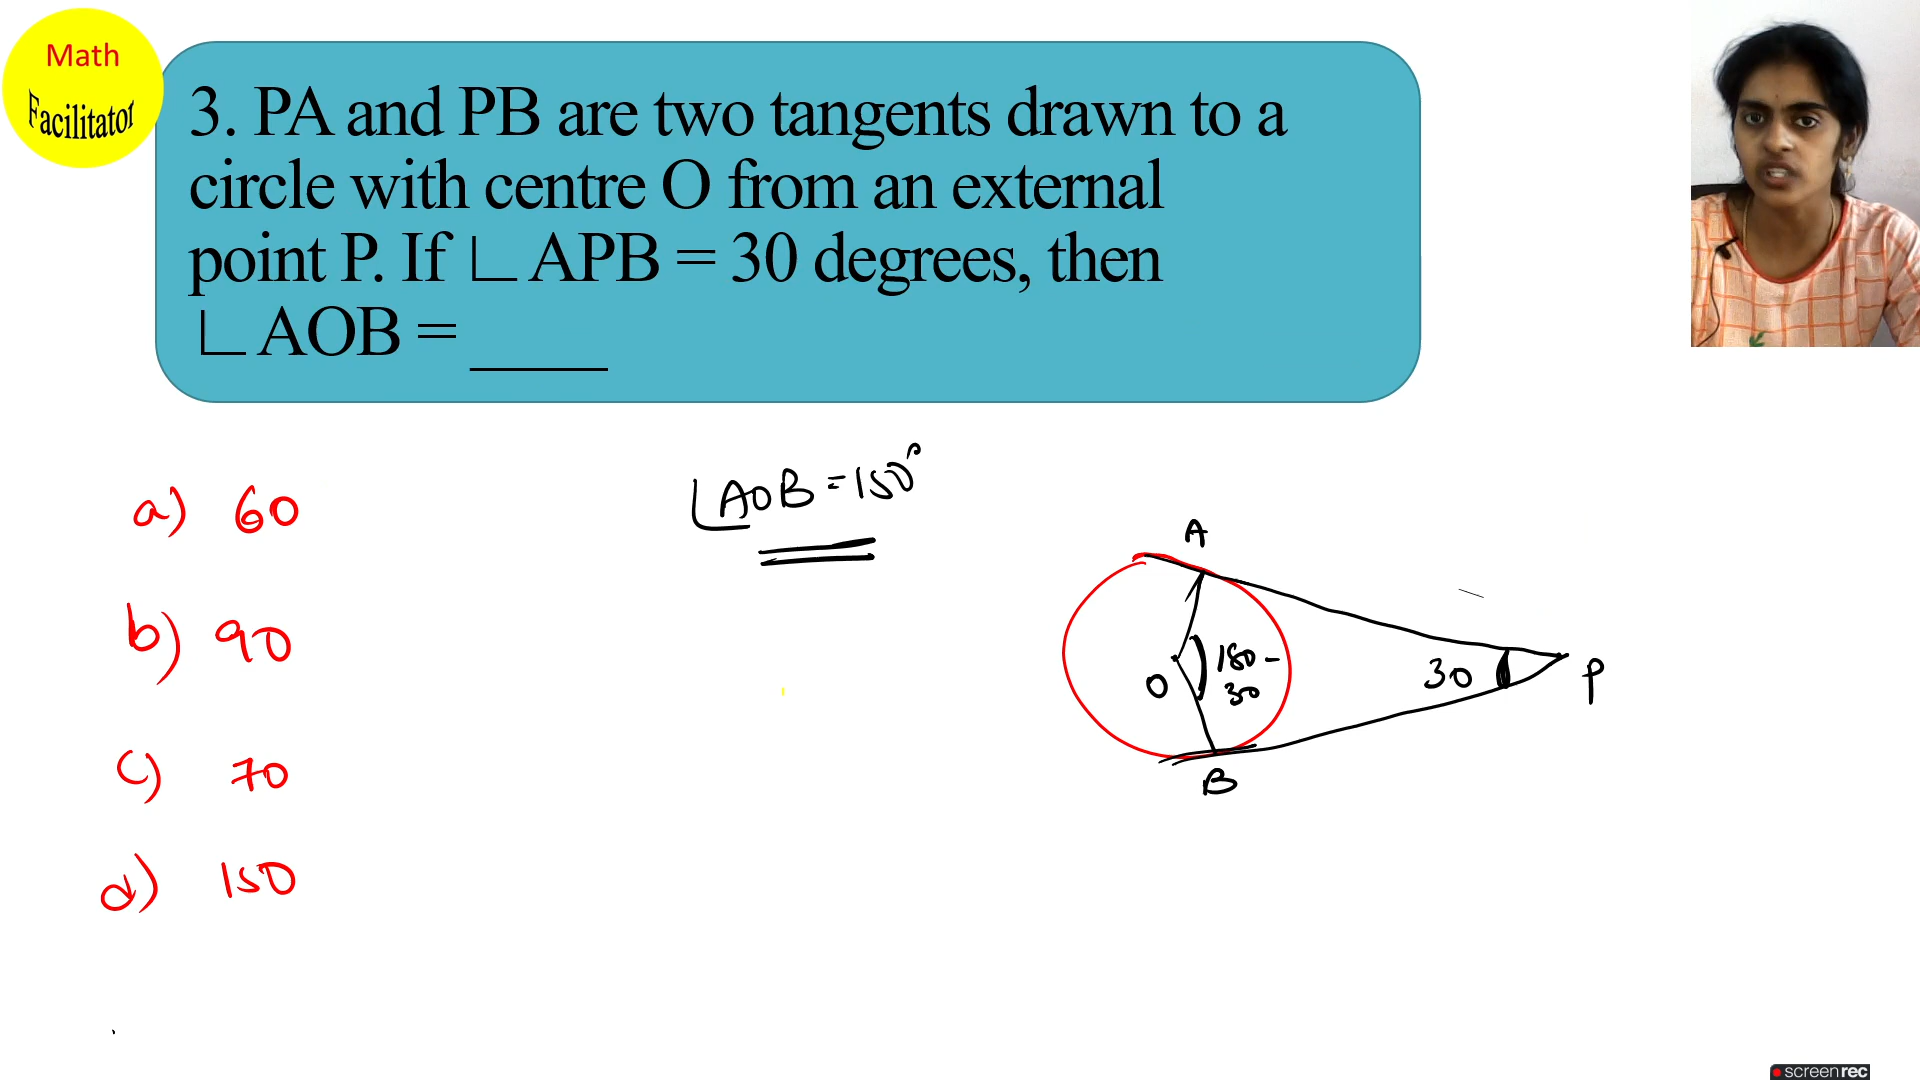 Math
Facilitator
3. PA and PB are two tangents drawn to a
circle with centre O from an external
point P. If ∟APB = 30 degrees, then
∟AOB = ____
a) 60
b) 90
c) 70
d) 150
∟AOB = 150°
A
O
180 -
30
B
30
P
screenrec